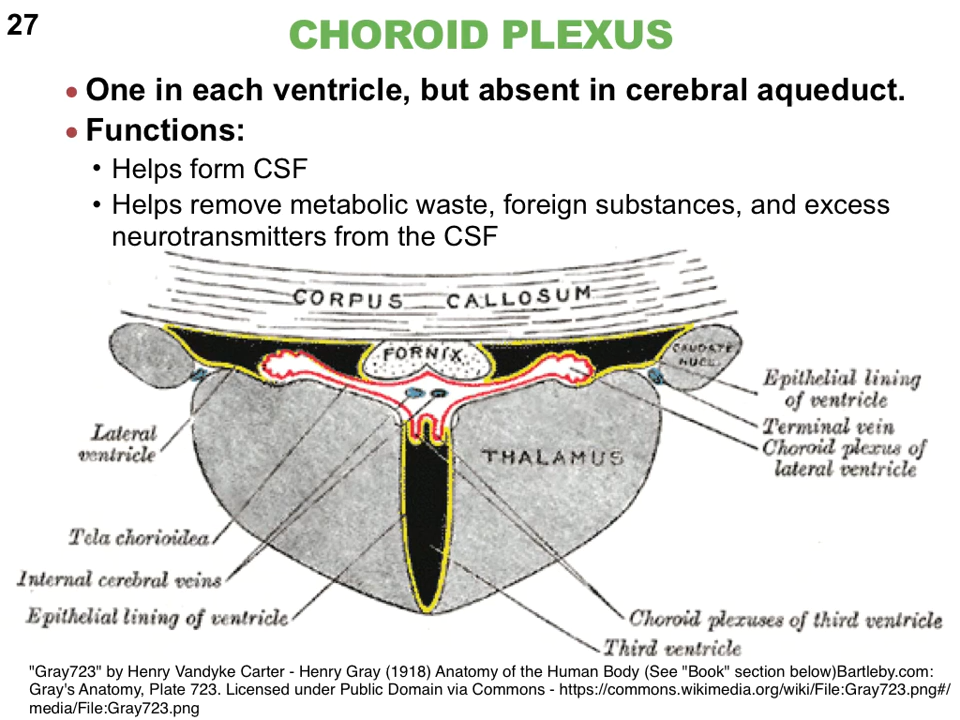 27
CHOROID PLEXUS
• One in each ventricle, but absent in cerebral aqueduct.
• Functions:
• Helps form CSF
• Helps remove metabolic waste, foreign substances, and excess
neurotransmitters from the CSF
CORPUS CALLOSUM
FORNIX
CAUDATE
NUCL.
Epithelial lining
of ventricle
Terminal vein
Choroid plexus of
lateral ventricle
Lateral
ventricle
THALAMUS
Tela chorioidea
Internal cerebral veins
Epithelial lining of ventricle
Choroid plexuses of third ventricle
Third ventricle
"Gray723" by Henry Vandyke Carter - Henry Gray (1918) Anatomy of the Human Body (See "Book" section below)Bartleby.com:
Gray's Anatomy, Plate 723. Licensed under Public Domain via Commons - https://commons.wikimedia.org/wiki/File:Gray723.png#/
media/File:Gray723.png